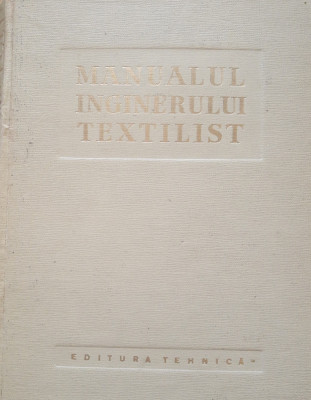 MANUALUL
INGINERULUI
TEXTILIST
EDITURA TEHNICĂ